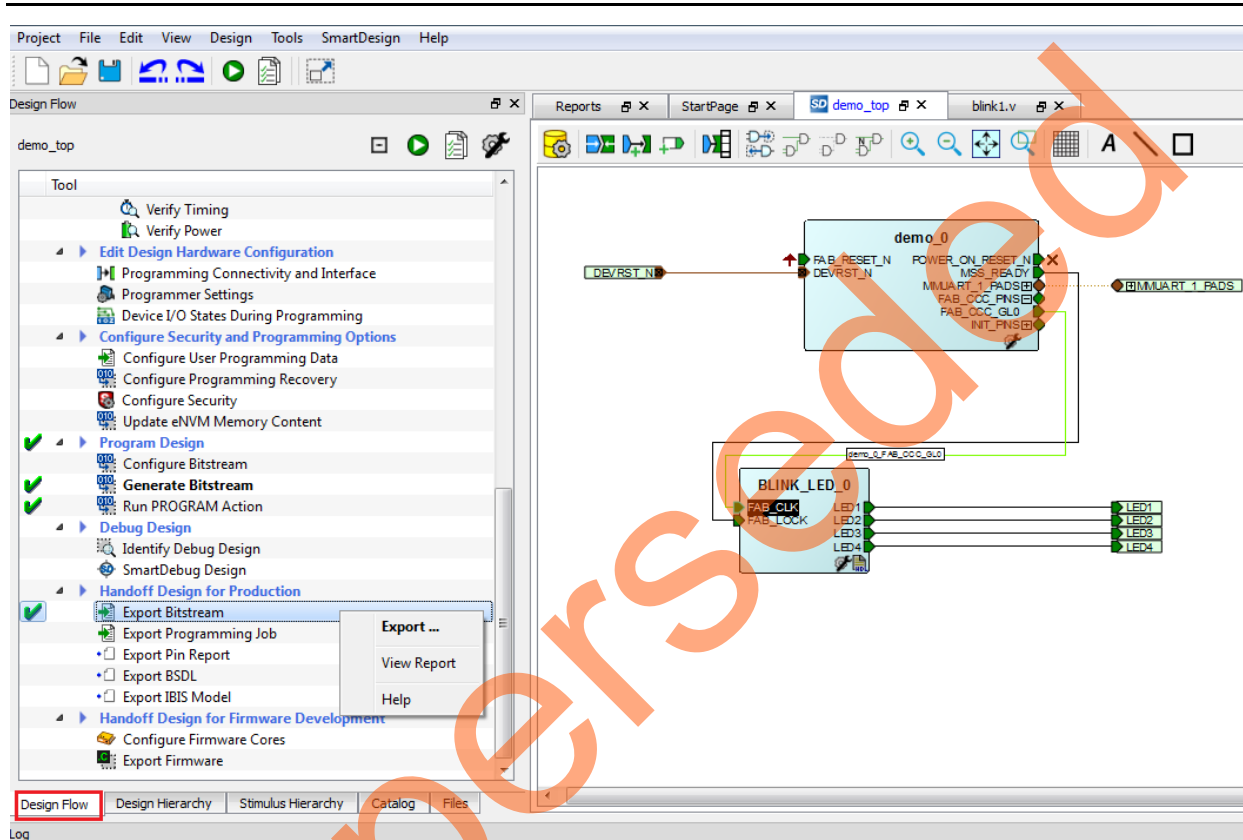 Project File Edit View Design Tools SmartDesign Help
Design Flow
Reports StartPage SD demo_top blink1.v
demo_top
Tool
Verify Timing
Verify Power
Edit Design Hardware Configuration
Programming Connectivity and Interface
Programmer Settings
Device I/O States During Programming
Configure Security and Programming Options
Configure User Programming Data
Configure Programming Recovery
Configure Security
Update eNVM Memory Content
Program Design
Configure Bitstream
Generate Bitstream
Run PROGRAM Action
Debug Design
Identify Debug Design
SmartDebug Design
Handoff Design for Production
Export Bitstream
Export Programming Job
Export Pin Report
Export BSDL
Export IBIS Model
Handoff Design for Firmware Development
Configure Firmware Cores
Export Firmware
Export ...
View Report
Help
Design Flow Design Hierarchy Stimulus Hierarchy Catalog Files
Log
A
demo_0
DEVRST_N
FAB_RESET_N POWER_ON_RESET_N
DEVRST_N MSS_READY
MMUART_1_PADS
FAB_CCC_PINS
FAB_CCC_GL0
INIT_PINS
MMUART_1_PADS
demo_0_FAB_CCC_GL0
BLINK_LED_0
FAB_CLK LED1
FAB_LOCK LED2
LED3
LED4
LED1
LED2
LED3
LED4
perseded